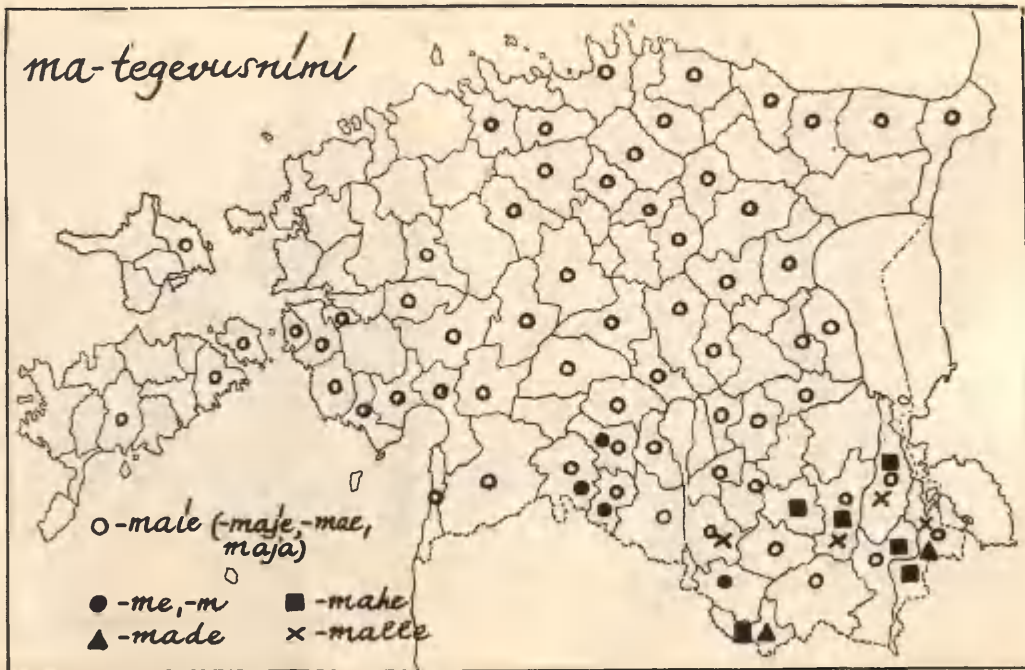 ma-tegevusnimi
-maie (-maje, -mae,
maja)
-me, -m -mahe
-made -malle